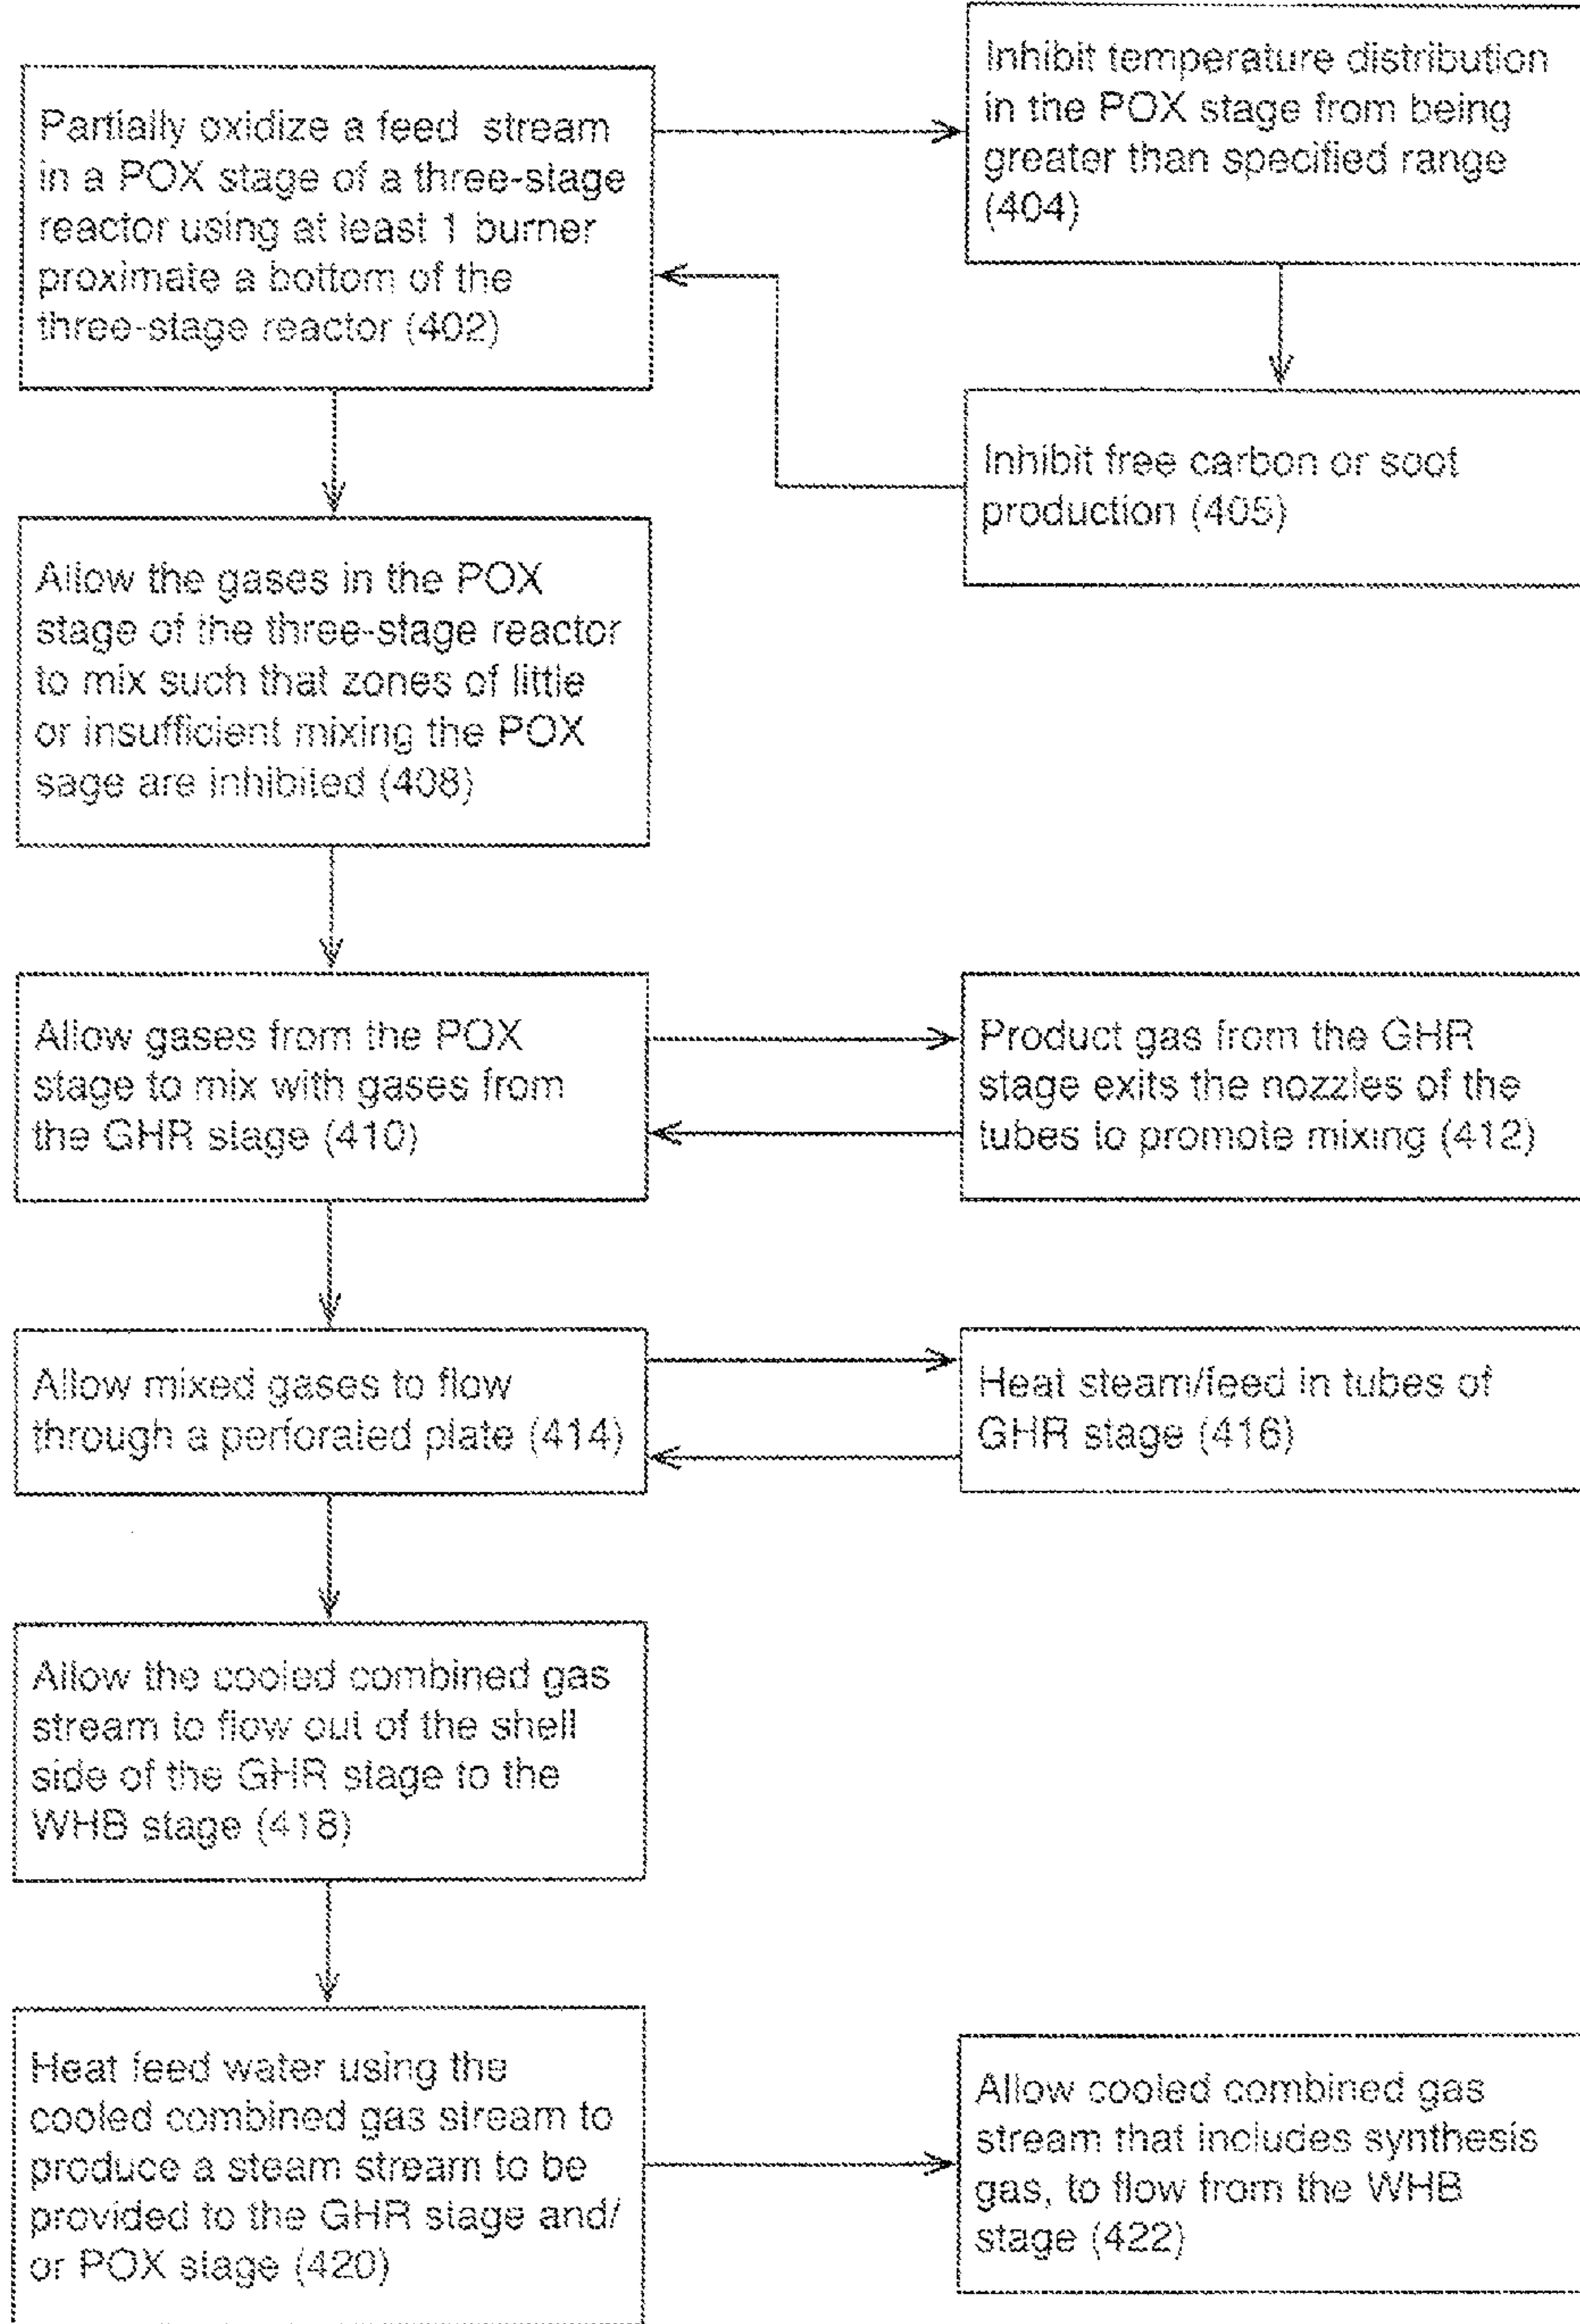 Partially oxidize a feed stream
in a POX stage of a three-stage
reactor using at least 1 burner
proximate a bottom of the
three-stage reactor (402)
Inhibit temperature distribution
in the POX stage from being
greater than specified range
(404)
Inhibit free carbon or soot
production (405)
Allow the gases in the POX
stage of the three-stage reactor
to mix such that zones of little
or insufficient mixing the POX
sage are inhibited (408)
Allow gases from the POX
stage to mix with gases from
the GHR stage (410)
Product gas from the GHR
stage exits the nozzles of the
tubes to promote mixing (412)
Allow mixed gases to flow
through a perforated plate (414)
Heat steam/feed in tubes of
GHR stage (416)
Allow the cooled combined gas
stream to flow out of the shell
side of the GHR stage to the
WHB stage (418)
Heat feed water using the
cooled combined gas stream to
produce a steam stream to be
provided to the GHR stage and/
or POX stage (420)
Allow cooled combined gas
stream that includes synthesis
gas, to flow from the WHB
stage (422)